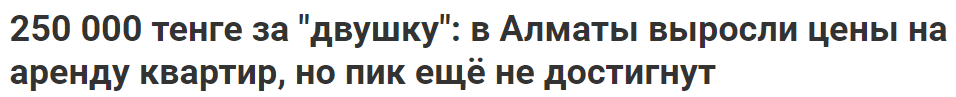 250 000 тенге за "двушку": в Алматы выросли цены на
аренду квартир, но пик ещё не достигнут